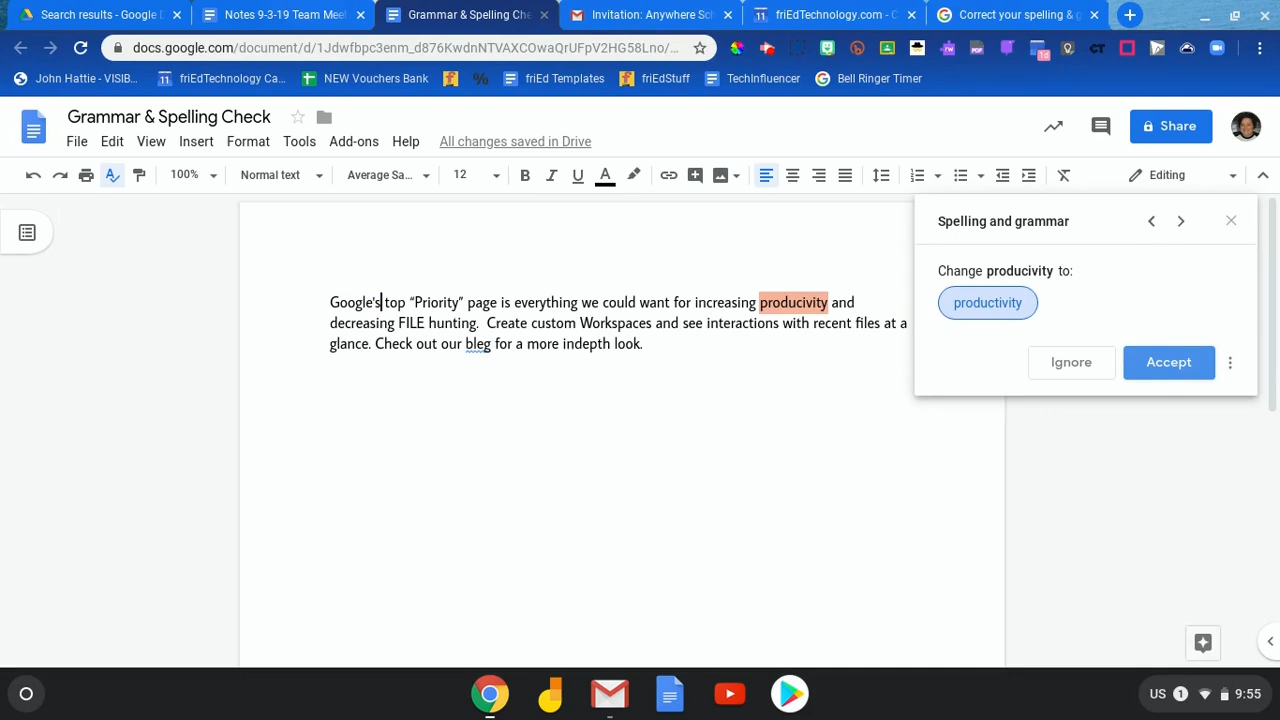 Search results - Google D
Notes 9-3-19 Team Meet
Grammar & Spelling Che
Invitation: Anywhere Sch
11 friEdTechnology.com - C
Correct your spelling & g
docs.google.com/document/d/1Jdwfbpc3enm_d876KwdnNTVAXCOwaQrUFpV2HG58Lno/...
John Hattie - VISIB...
11 friEdTechnology Ca...
NEW Vouchers Bank
friEd Templates
friEdStuff
TechInfluencer
Bell Ringer Timer
Grammar & Spelling Check
Share
File Edit View Insert Format Tools Add-ons Help All changes saved in Drive
100% Normal text Average Sa... 12 B I U A Editing
Spelling and grammar
Change producivity to:
productivity
Ignore Accept
Google's top “Priority” page is everything we could want for increasing producivity and
decreasing FILE hunting. Create custom Workspaces and see interactions with recent files at a
glance. Check out our bleg for a more indepth look.
US 1 9:55